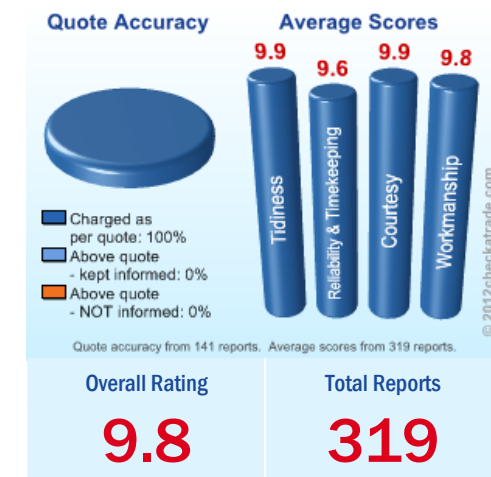 Quote Accuracy
Average Scores
9.9
9.6
9.9
9.8
Tidiness
Reliability & Timekeeping
Courtesy
Workmanship
Charged as
per quote: 100%
Above quote
- kept informed: 0%
Above quote
- NOT informed: 0%
© 2012checkatrade.com
Quote accuracy from 141 reports. Average scores from 319 reports.
Overall Rating
9.8
Total Reports
319